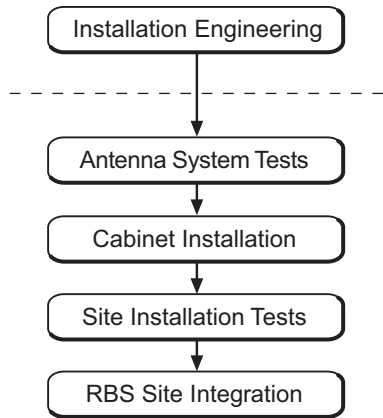 Installation Engineering
Antenna System Tests
Cabinet Installation
Site Installation Tests
RBS Site Integration